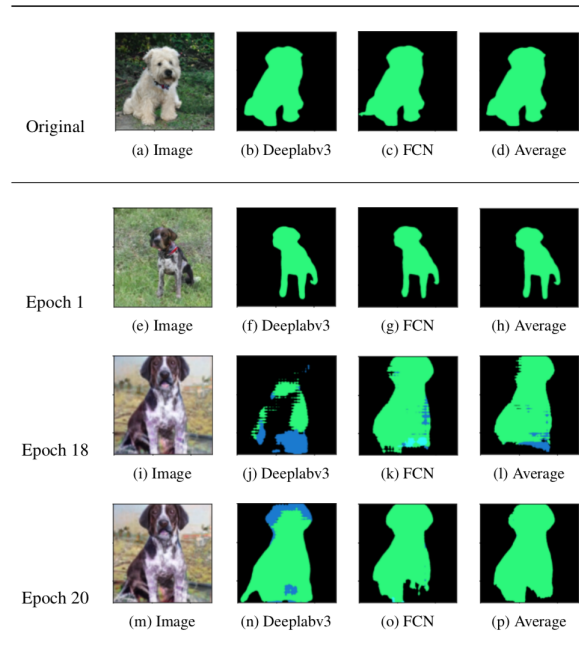 Original
(a) Image (b) Deeplabv3 (c) FCN (d) Average
Epoch 1
(e) Image (f) Deeplabv3 (g) FCN (h) Average
Epoch 18
(i) Image (j) Deeplabv3 (k) FCN (l) Average
Epoch 20
(m) Image (n) Deeplabv3 (o) FCN (p) Average